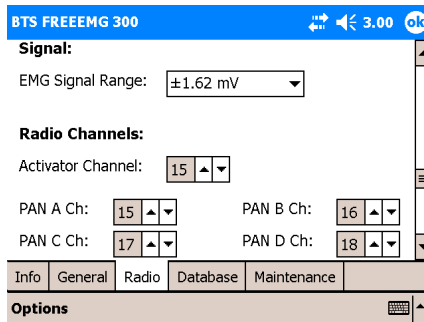 BTS FREEEMG 300 3.00 ok
Signal:
EMG Signal Range: ±1.62 mV
Radio Channels:
Activator Channel: 15
PAN A Ch: 15 PAN B Ch: 16
PAN C Ch: 17 PAN D Ch: 18
Info General Radio Database Maintenance
Options